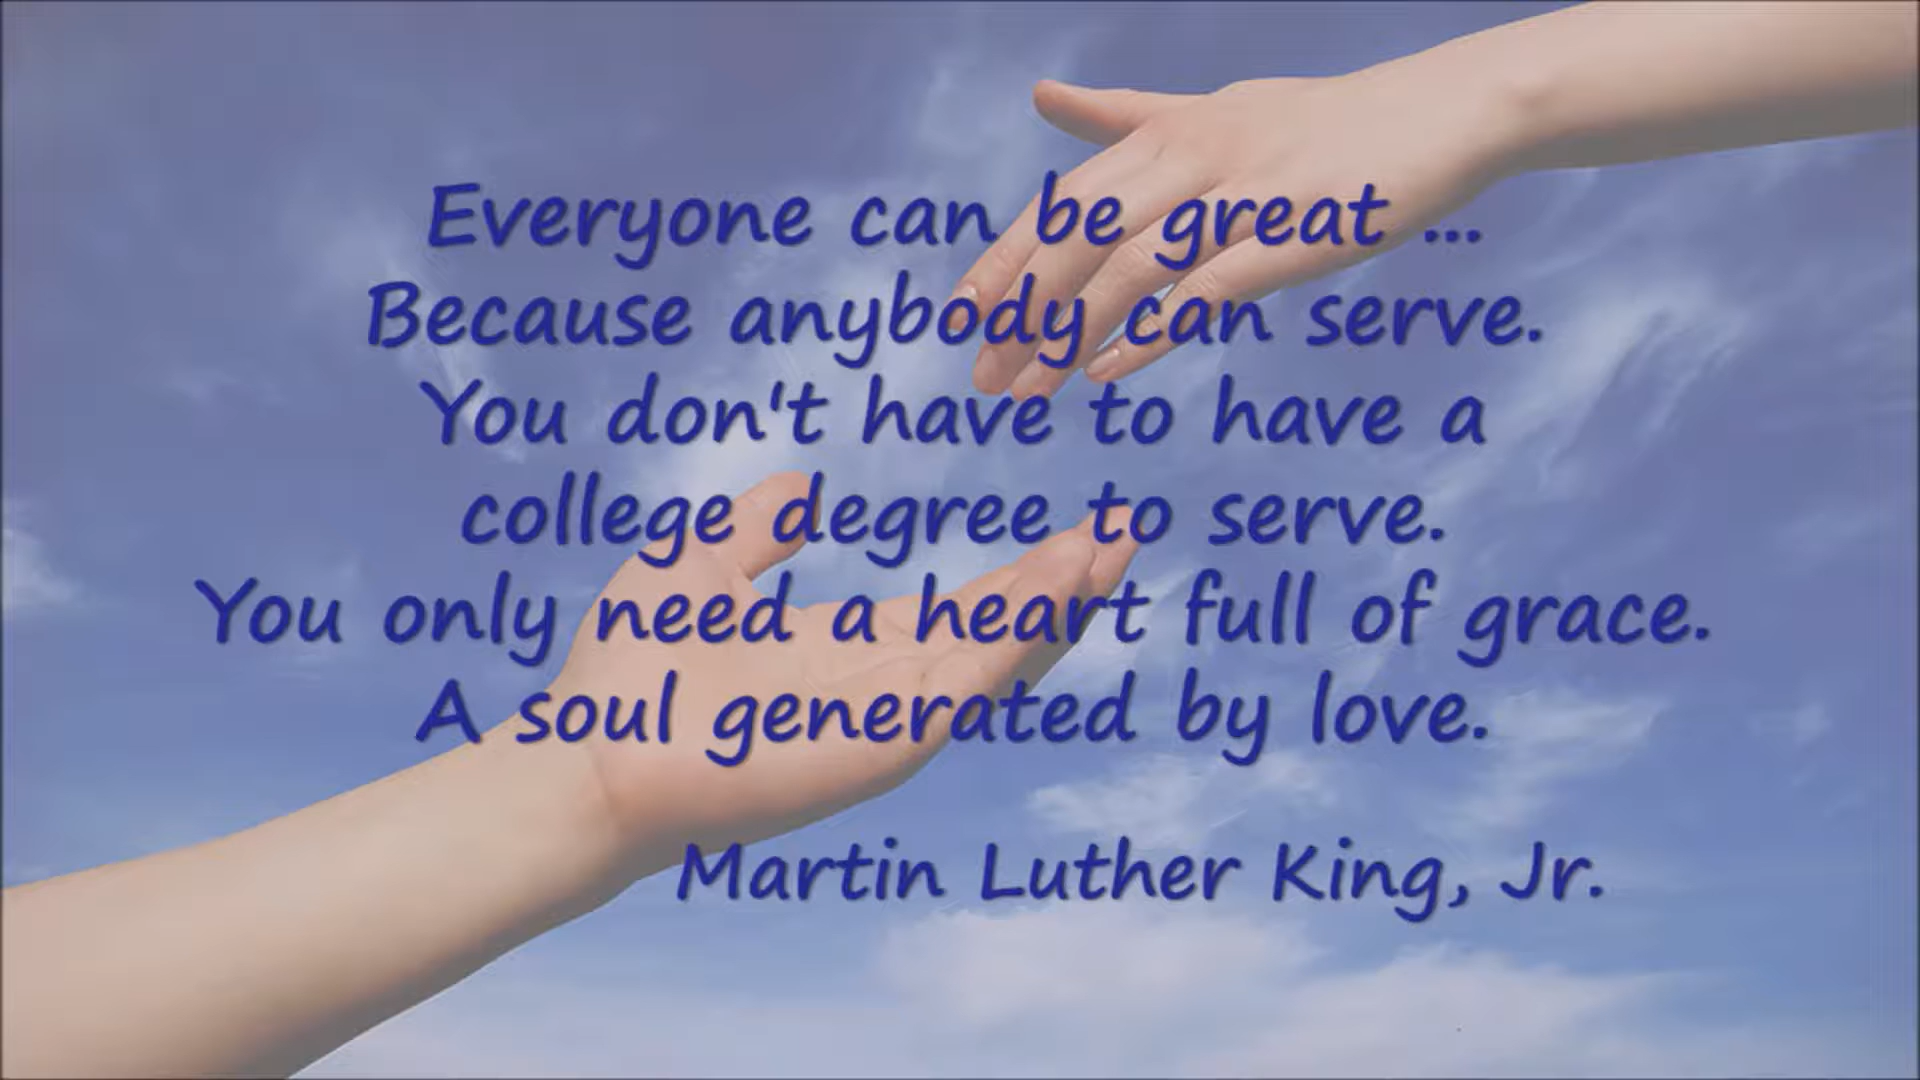 Everyone can be great ...
Because anybody can serve.
You don't have to have a
college degree to serve.
You only need a heart full of grace.
A soul generated by love.
Martin Luther King, Jr.